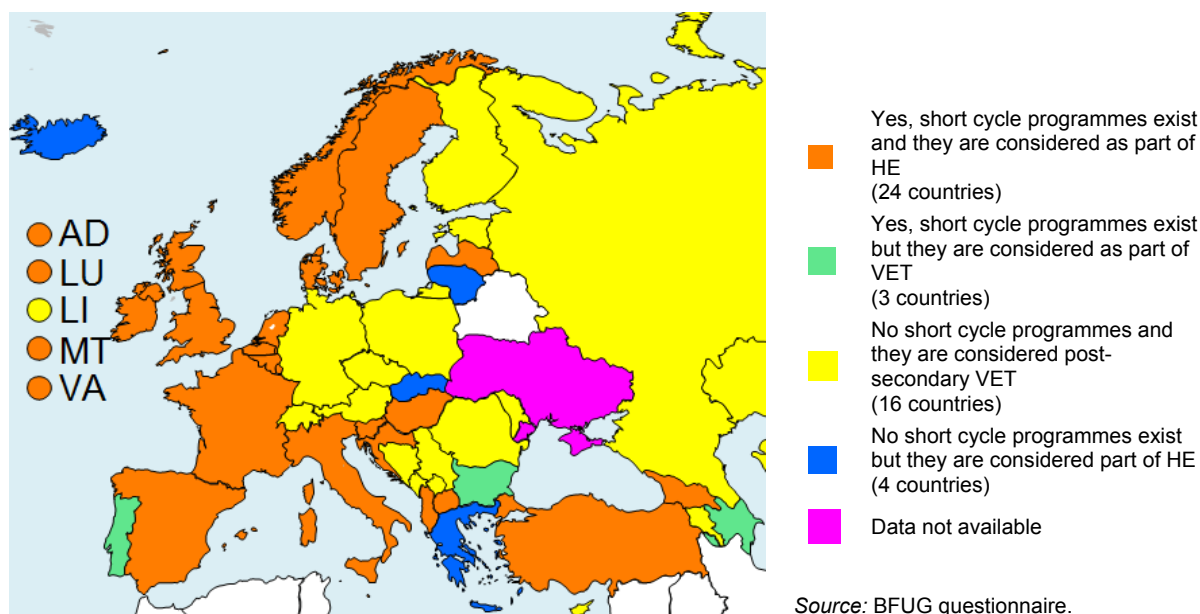 AD
LU
LI
MT
VA
Yes, short cycle programmes exist
and they are considered as part of
HE
(24 countries)
Yes, short cycle programmes exist
but they are considered as part of
VET
(3 countries)
No short cycle programmes and
they are considered post-
secondary VET
(16 countries)
No short cycle programmes exist
but they are considered part of HE
(4 countries)
Data not available
Source: BFUG questionnaire.